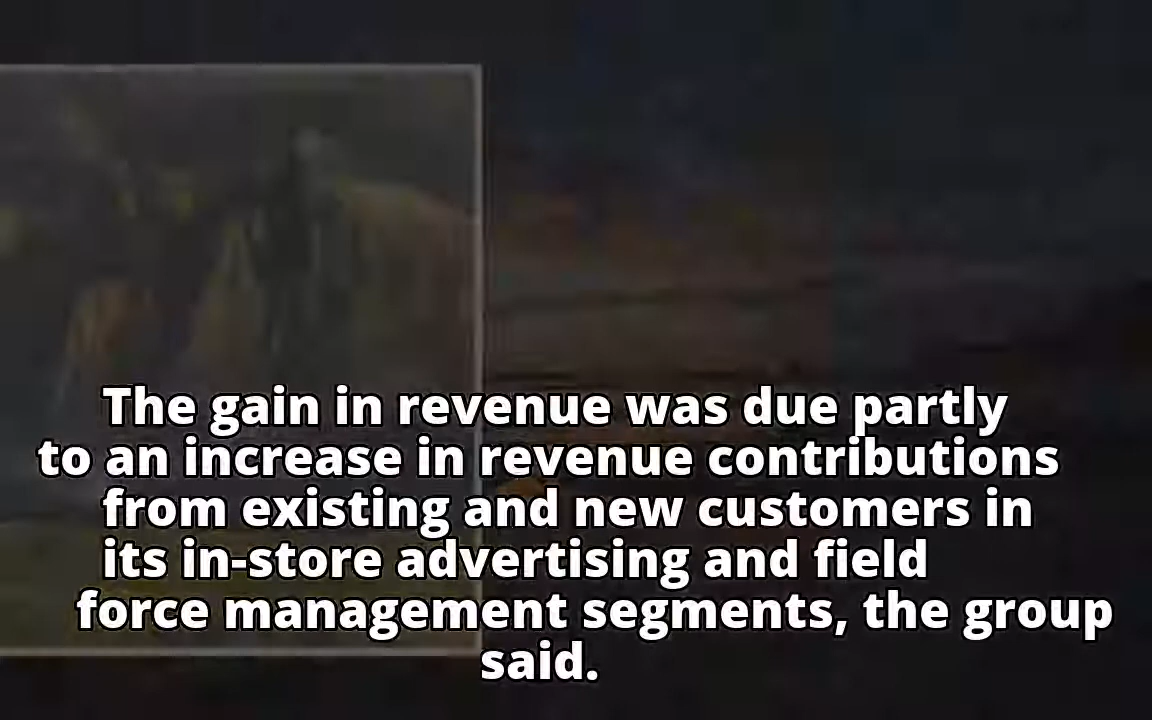 The gain in revenue was due partly
to an increase in revenue contributions
from existing and new customers in
its in-store advertising and field
force management segments, the group
said.